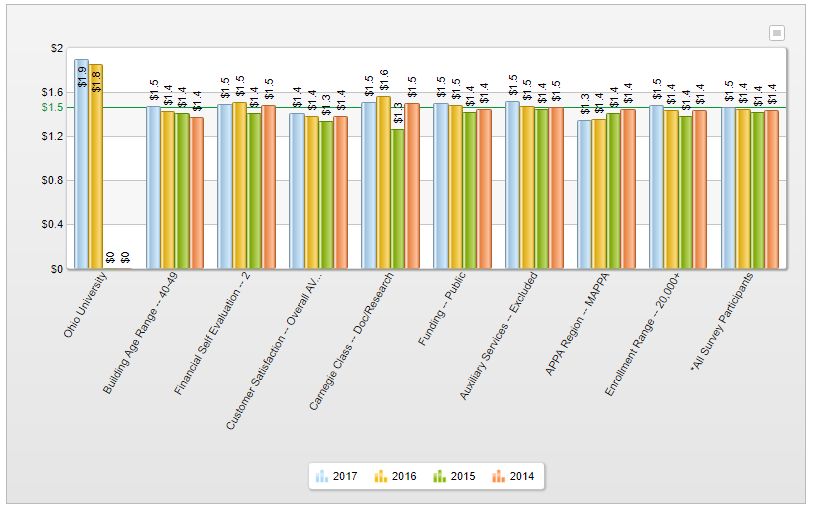 $2
$1.6
$1.5
$1.2
$0.8
$0.4
$0
$1.9 $1.8 $0 $0
$1.5 $1.4 $1.4 $1.4
$1.5 $1.5 $1.4 $1.5
$1.4 $1.4 $1.3 $1.4
$1.5 $1.6 $1.3 $1.5
$1.5 $1.5 $1.4 $1.4
$1.5 $1.5 $1.4 $1.5
$1.3 $1.4 $1.4 $1.4
$1.5 $1.4 $1.4 $1.4
$1.5 $1.4 $1.4 $1.4
Ohio University
Building Age Range -- 40-49
Financial Self Evaluation -- 2
Customer Satisfaction -- Overall AV...
Carnegie Class -- Doc/Research
Funding -- Public
Auxiliary Services -- Excluded
APPA Region -- MAPPA
Enrollment Range -- 20,000+
*All Survey Participants
2017 2016 2015 2014